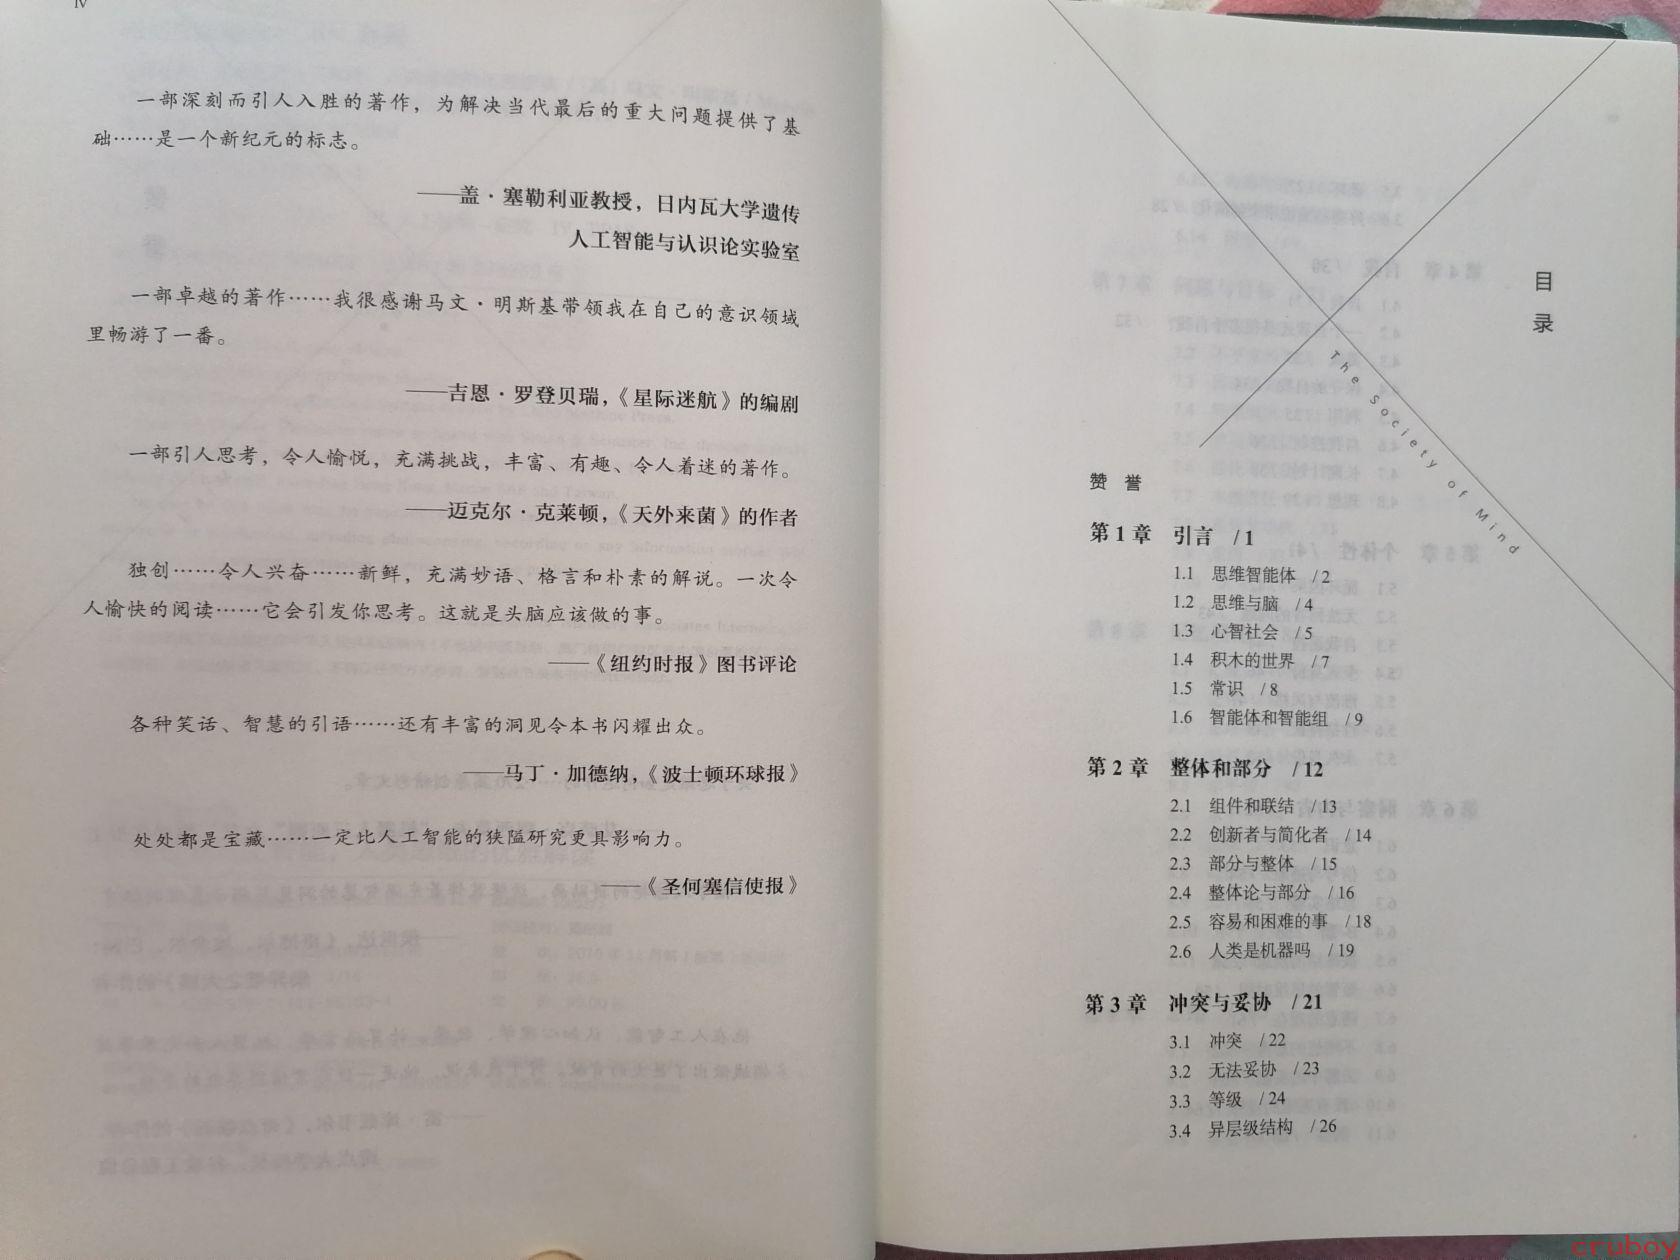 IV
一部深刻而引人入胜的著作，为解决当代最后的重大问题提供了基
础……是一个新纪元的标志。
——盖·塞勒利亚教授，日内瓦大学遗传
人工智能与认识论实验室
一部卓越的著作……我很感谢马文·明斯基带领我在自己的意识领域
里畅游了一番。
——吉恩·罗登贝瑞，《星际迷航》的编剧
一部引人思考，令人愉悦，充满挑战，丰富、有趣、令人着迷的著作。
——迈克尔·克莱顿，《天外来菌》的作者
独创……令人兴奋……新鲜，充满妙语、格言和朴素的解说。一次令
人愉快的阅读……它会引发你思考。这就是头脑应该做的事。
——《纽约时报》图书评论
各种笑话、智慧的引语……还有丰富的洞见令本书闪耀出众。
——马丁·加德纳，《波士顿环球报》
处处都是宝藏……一定比人工智能的狭隘研究更具影响力。
——《圣何塞信使报》
目录
The Society of Mind
赞 誉
第1章 引言 /1
1.1 思维智能体 /2
1.2 思维与脑 /4
1.3 心智社会 /5
1.4 积木的世界 /7
1.5 常识 /8
1.6 智能体和智能组 /9
第2章 整体和部分 /12
2.1 组件和联结 /13
2.2 创新者与简化者 /14
2.3 部分与整体 /15
2.4 整体论与部分 /16
2.5 容易和困难的事 /18
2.6 人类是机器吗 /19
第3章 冲突与妥协 /21
3.1 冲突 /22
3.2 无法妥协 /23
3.3 等级 /24
3.4 异层级结构 /26
cruboy